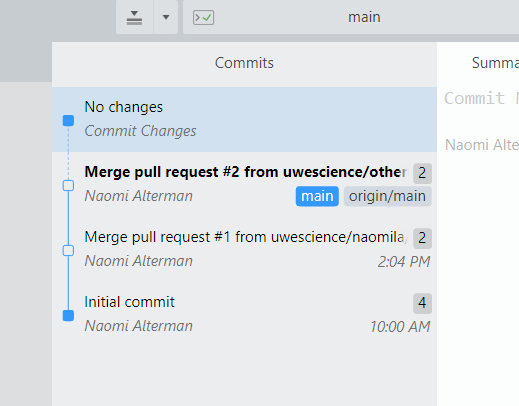 main
Commits
Summa
No changes
Commit M
Commit Changes
Naomi Alte
Merge pull request #2 from uwescience/other 2
Naomi Alterman main origin/main
Merge pull request #1 from uwescience/naomila/ 2
Naomi Alterman 2:04 PM
Initial commit 4
Naomi Alterman 10:00 AM